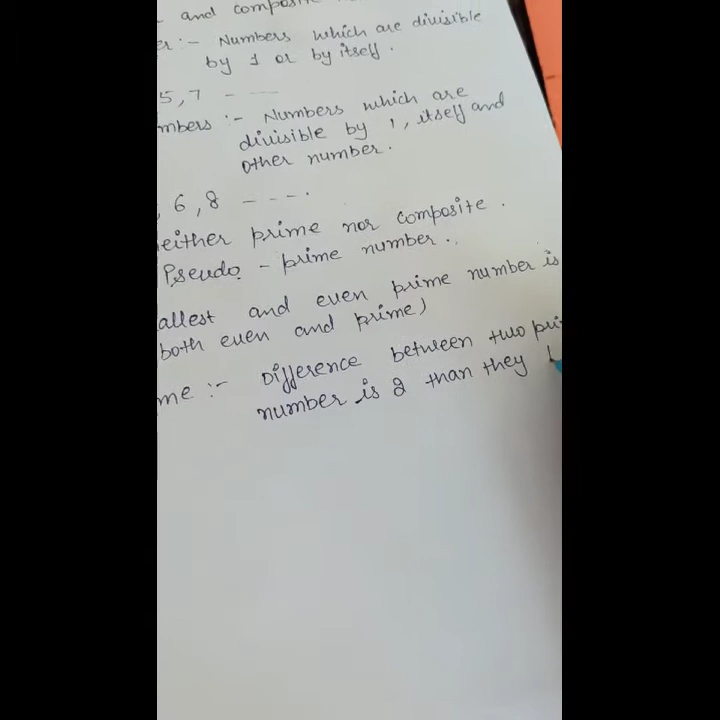 and composite
er :- Numbers which are divisible
by 1 or by itself.
5, 7 - ---
mbers :- Numbers which are
divisible by 1, itself and
other number.
, 6, 8 - - - - .
either prime nor composite.
Pseudo - prime number.
allest and even prime number is
both even and prime)
me :- Difference between two pri
number is 2 than they